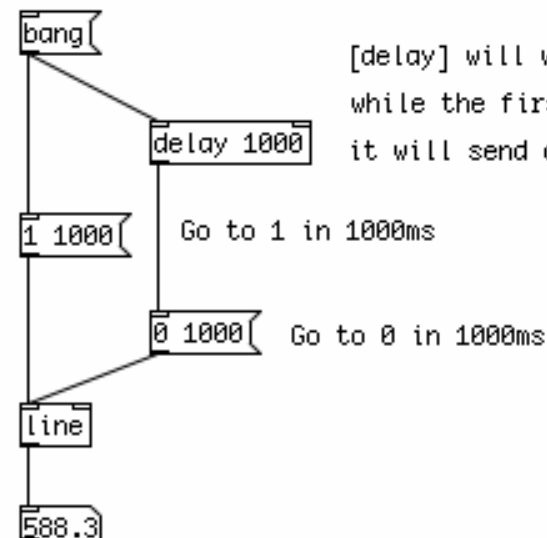 bang
[delay] will
while the
delay 1000
it will send
1 1000
Go to 1 in 1000ms
0 1000
Go to 0 in 1000ms
line
588.3